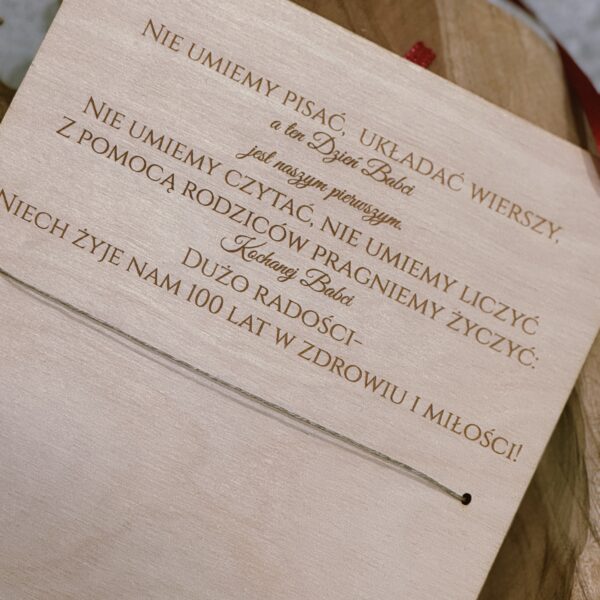 Nie umiemy pisać, układać wierszy,
a ten Dzień Babci
jest naszym pierwszym.
Nie umiemy czytać, nie umiemy liczyć
Z pomocą rodziców pragniemy życzyć:
Kochanej Babci
dużo radości-
niech żyje nam 100 lat w zdrowiu i miłości!